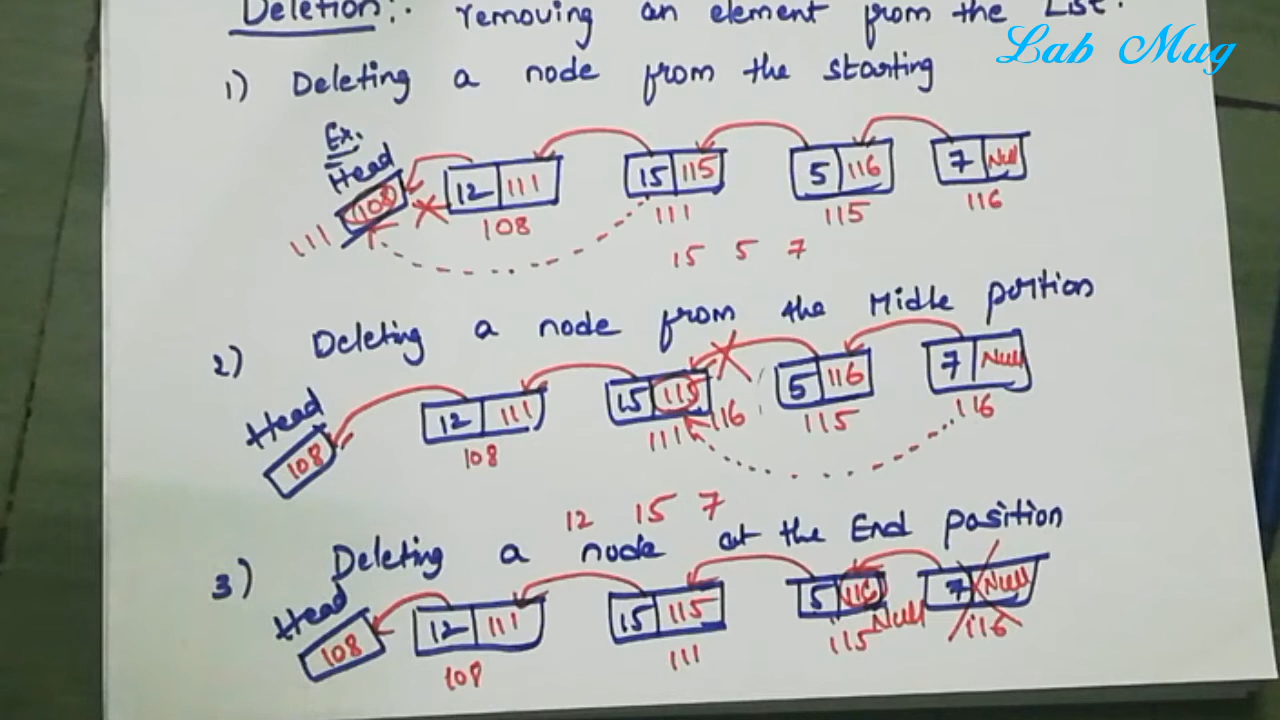 Deletion:- removing an element from the List.
Lab Mug
1) Deleting a node from the starting
Ex.
Head
108 12 111 15 115 5 116 7 Null
111 108 111 115 116
15 5 7
2) Deleting a node from the Midle portion
Head
108 12 111 15 115 5 116 7 Null
108 111 116 115 116
12 15 7
3) Deleting a node at the End position
Head
108 12 111 15 115 5 116 7 Null
108 111 115 Null 116